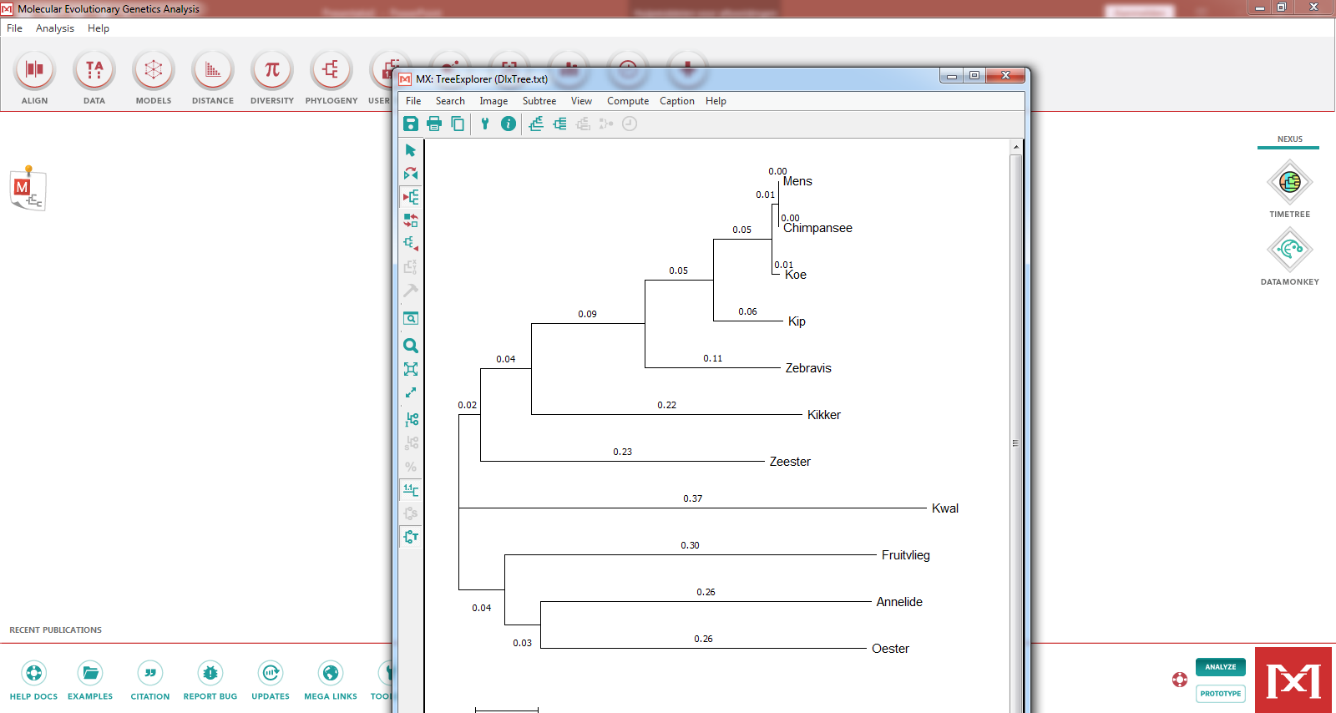 Molecular Evolutionary Genetics Analysis
File Analysis Help
ALIGN DATA MODELS DISTANCE DIVERSITY PHYLOGENY USER
MX: TreeExplorer (DlxTree.txt)
File Search Image Subtree View Compute Caption Help
NEXUS
TIMETREE
DATAMONKEY
0.00
Mens
0.01
0.00
Chimpansee
0.05
0.01
Koe
0.05
0.06
Kip
0.09
0.11
Zebravis
0.04
0.22
Kikker
0.02
0.23
Zeester
0.37
Kwal
0.30
Fruitvlieg
0.04
0.26
Annelide
0.03
0.26
Oester
RECENT PUBLICATIONS
HELP DOCS EXAMPLES CITATION REPORT BUG UPDATES MEGA LINKS TOO
ANALYZE
PROTOTYPE